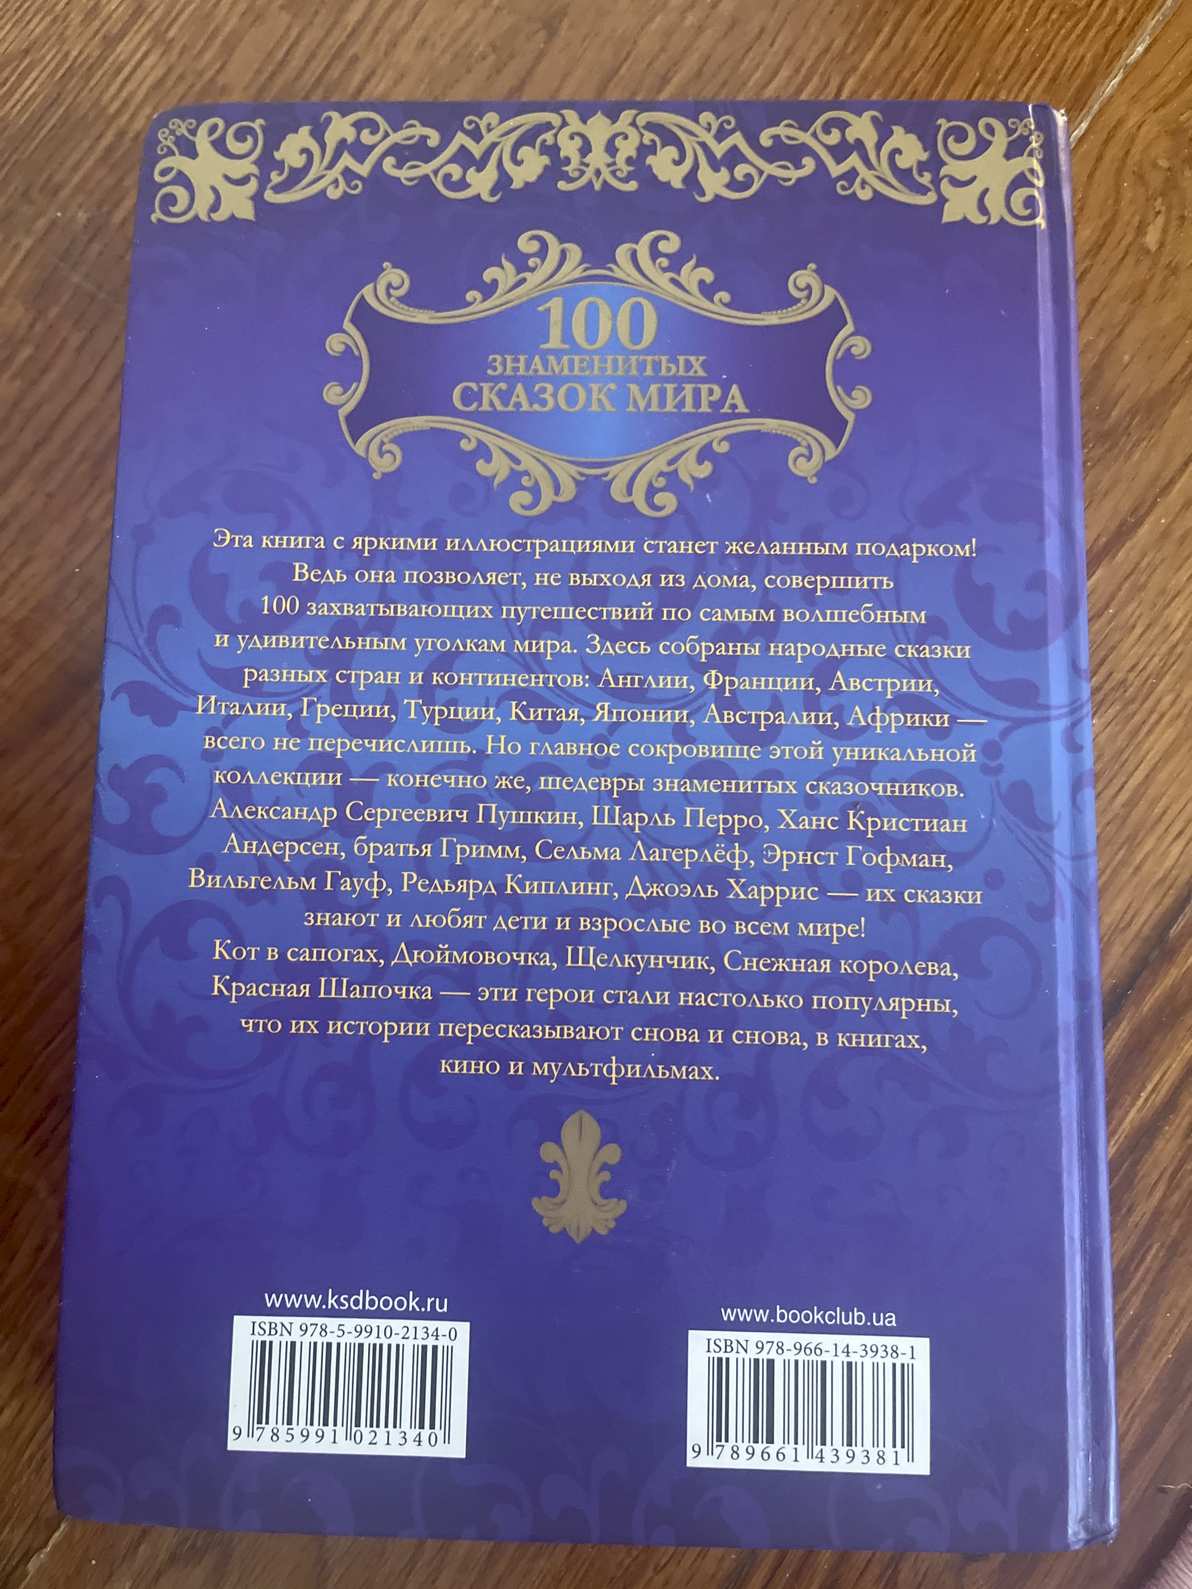 100
ЗНАМЕНИТЫХ
СКАЗОК МИРА
Эта книга с яркими иллюстрациями станет желанным подарком!
Ведь она позволяет, не выходя из дома, совершить
100 захватывающих путешествий по самым волшебным
и удивительным уголкам мира. Здесь собраны народные сказки
разных стран и континентов: Англии, Франции, Австрии,
Италии, Греции, Турции, Китая, Японии, Австралии, Африки —
всего не перечислишь. Но главное сокровище этой уникальной
коллекции — конечно же, шедевры знаменитых сказочников.
Александр Сергеевич Пушкин, Шарль Перро, Ханс Кристиан
Андерсен, братья Гримм, Сельма Лагерлёф, Эрнст Гофман,
Вильгельм Гауф, Редьярд Киплинг, Джоэль Харрис — их сказки
знают и любят дети и взрослые во всем мире!
Кот в сапогах, Дюймовочка, Щелкунчик, Снежная королева,
Красная Шапочка — эти герои стали настолько популярны,
что их истории пересказывают снова и снова, в книгах,
кино и мультфильмах.
www.ksdbook.ru
ISBN 978-5-9910-2134-0
9 785991 021340
www.bookclub.ua
ISBN 978-966-14-3938-1
9 789661 439381